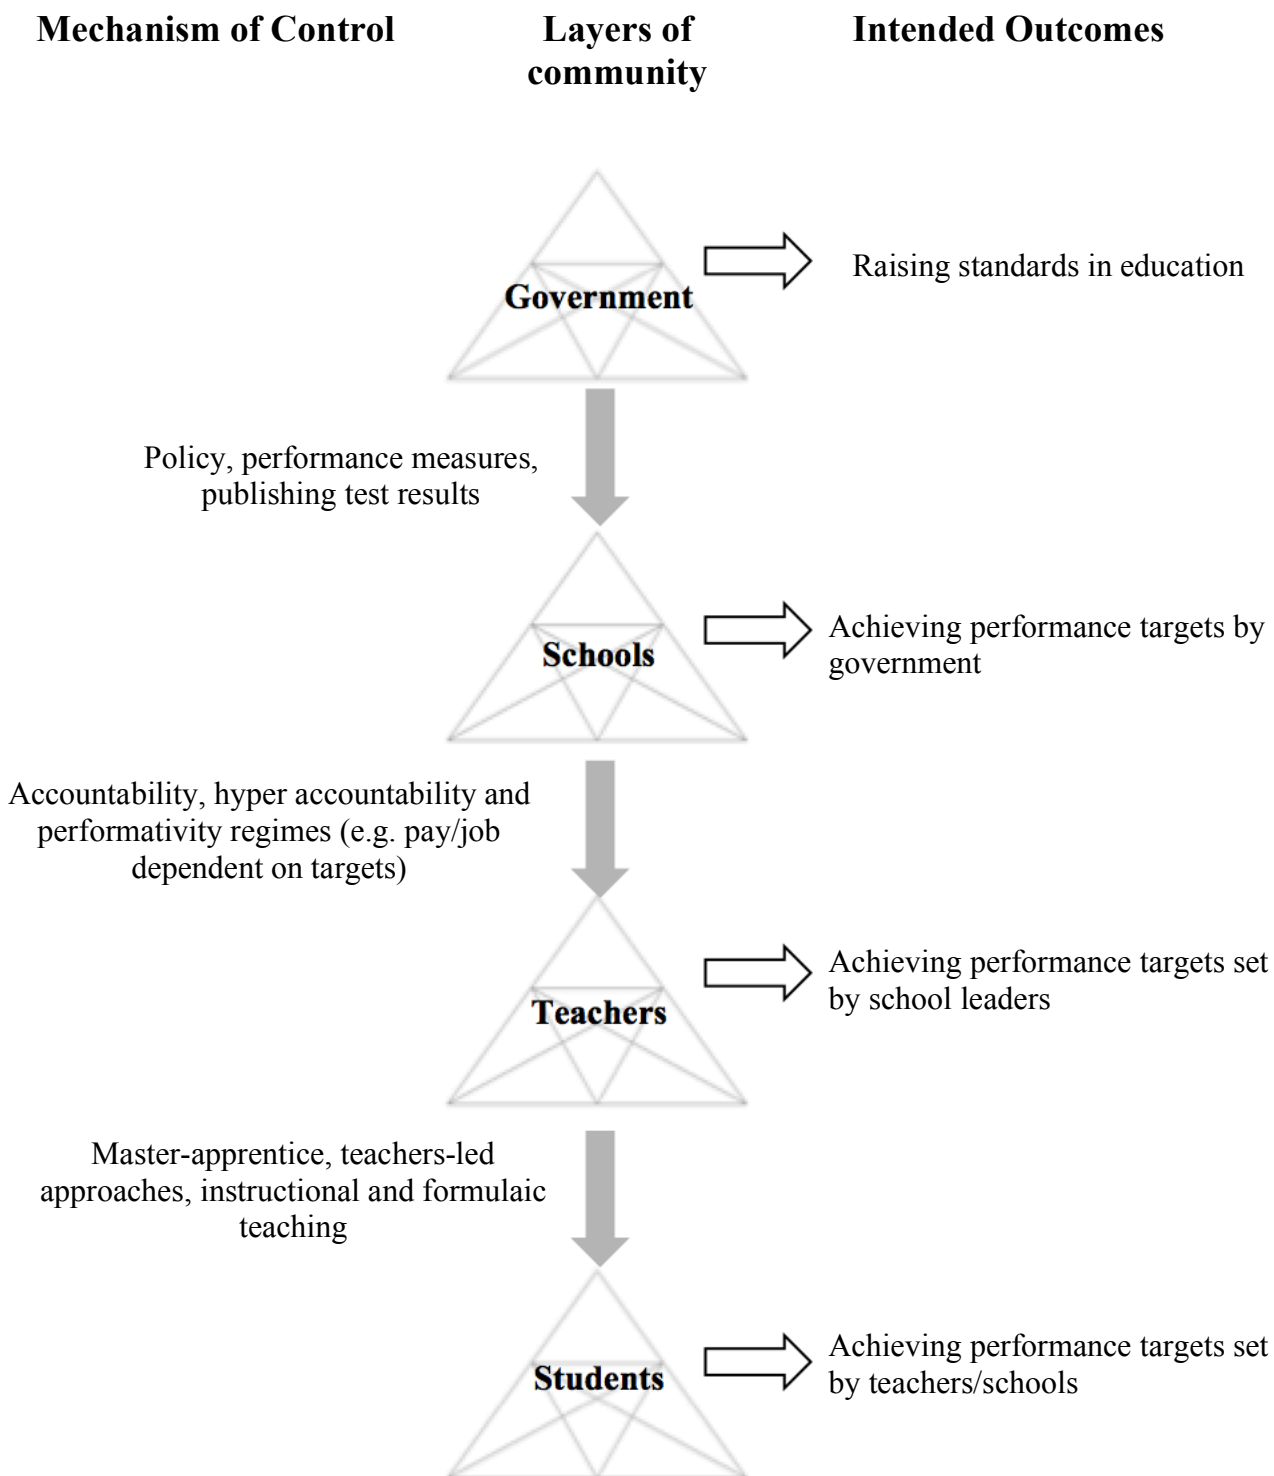 Mechanism of Control
Layers of
community
Intended Outcomes
Government
Raising standards in education
Policy, performance measures,
publishing test results
Schools
Achieving performance targets by
government
Accountability, hyper accountability and
performativity regimes (e.g. pay/job
dependent on targets)
Teachers
Achieving performance targets set
by school leaders
Master-apprentice, teachers-led
approaches, instructional and formulaic
teaching
Students
Achieving performance targets set
by teachers/schools